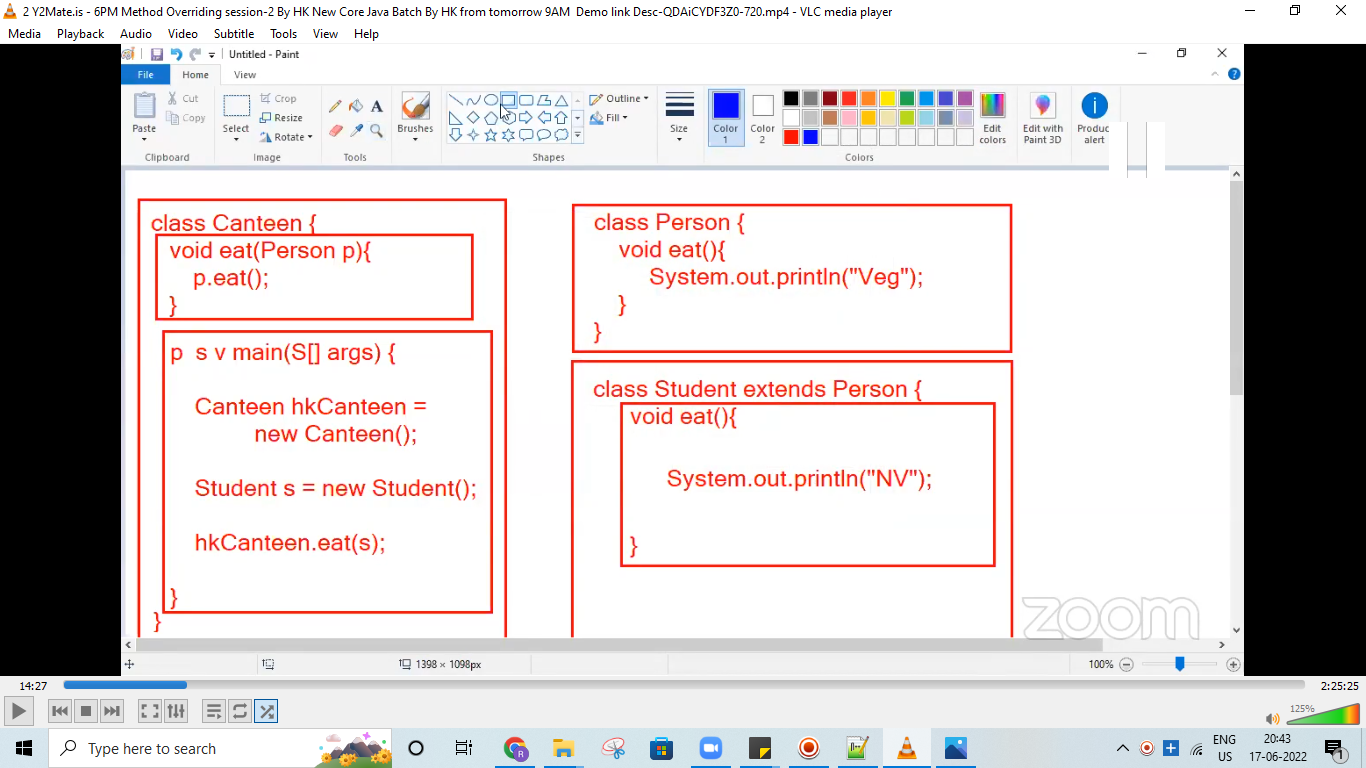 2 Y2Mate.is - 6PM Method Overriding session-2 By HK New Core Java Batch By HK from tomorrow 9AM  Demo link Desc-QDAiCYDF3Z0-720.mp4 - VLC media player
Media Playback Audio Video Subtitle Tools View Help
Untitled - Paint
File Home View
Paste
Cut
Copy
Clipboard
Select
Crop
Resize
Rotate
Image
Tools
Brushes
Outline
Fill
Shapes
Size
Color 1
Color 2
Edit colors
Colors
Edit with Paint 3D
Produc
alert
class Canteen {
void eat(Person p){
p.eat();
}
p  s v main(S[] args) {
Canteen hkCanteen =
new Canteen();
Student s = new Student();
hkCanteen.eat(s);
}
}
class Person {
void eat(){
System.out.println("Veg");
}
}
class Student extends Person {
void eat(){
System.out.println("NV");
}
zoom
1398 × 1098px
100%
14:27
2:25:25
125%
Type here to search
ENG
US
20:43
17-06-2022
1